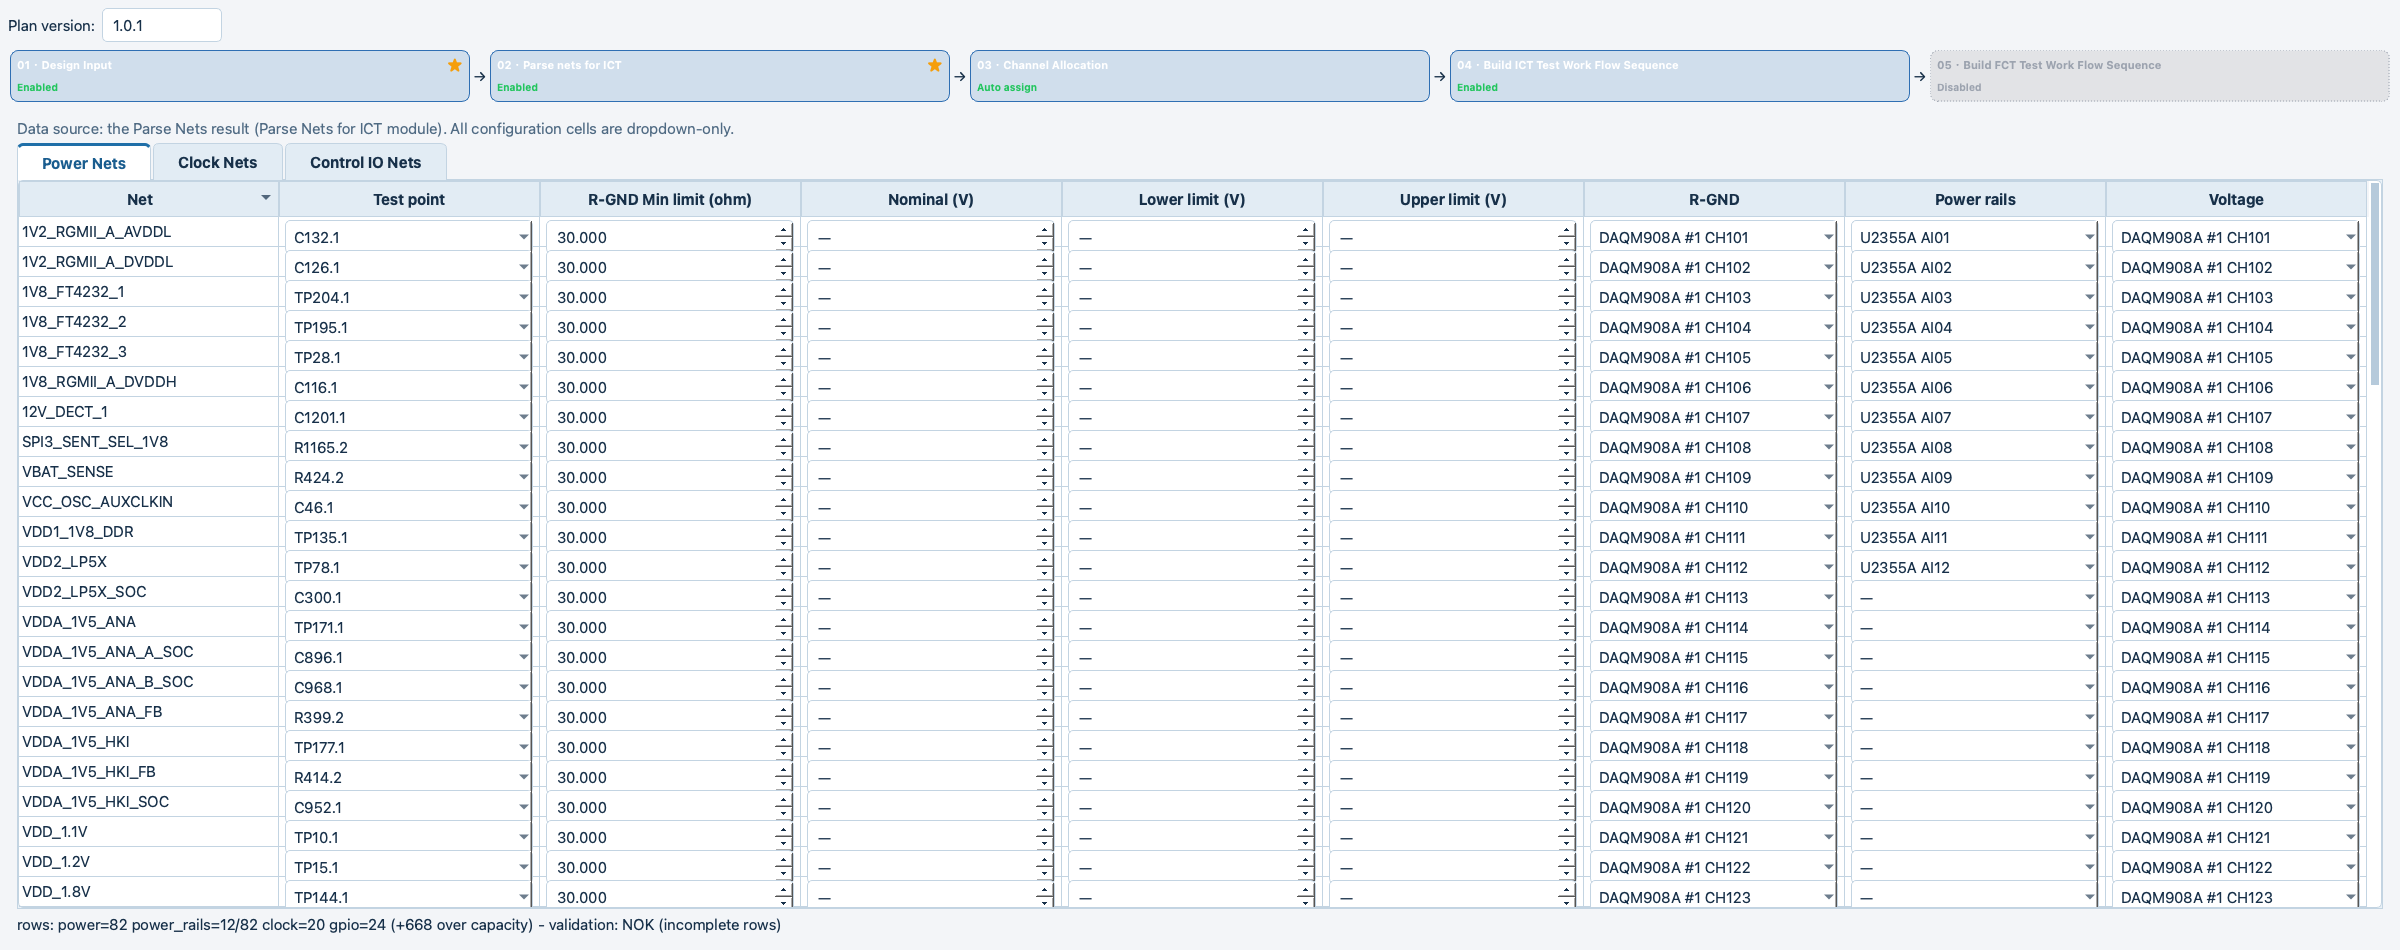 Plan version: 1.0.1
01 · Design Input
Enabled
02 · Parse nets for ICT
Enabled
03 · Channel Allocation
Auto assign
04 · Build ICT Test Work Flow Sequence
Enabled
05 · Build FCT Test Work Flow Sequence
Disabled
Data source: the Parse Nets result (Parse Nets for ICT module). All configuration cells are dropdown-only.
Power Nets Clock Nets Control IO Nets
Net Test point R-GND Min limit (ohm) Nominal (V) Lower limit (V) Upper limit (V) R-GND Power rails Voltage
1V2_RGMII_A_AVDDL C132.1 30.000 — — — DAQM908A #1 CH101 U2355A AI01 DAQM908A #1 CH101
1V2_RGMII_A_DVDDL C126.1 30.000 — — — DAQM908A #1 CH102 U2355A AI02 DAQM908A #1 CH102
1V8_FT4232_1 TP204.1 30.000 — — — DAQM908A #1 CH103 U2355A AI03 DAQM908A #1 CH103
1V8_FT4232_2 TP195.1 30.000 — — — DAQM908A #1 CH104 U2355A AI04 DAQM908A #1 CH104
1V8_FT4232_3 TP28.1 30.000 — — — DAQM908A #1 CH105 U2355A AI05 DAQM908A #1 CH105
1V8_RGMII_A_DVDDH C116.1 30.000 — — — DAQM908A #1 CH106 U2355A AI06 DAQM908A #1 CH106
12V_DECT_1 C1201.1 30.000 — — — DAQM908A #1 CH107 U2355A AI07 DAQM908A #1 CH107
SPI3_SENT_SEL_1V8 R1165.2 30.000 — — — DAQM908A #1 CH108 U2355A AI08 DAQM908A #1 CH108
VBAT_SENSE R424.2 30.000 — — — DAQM908A #1 CH109 U2355A AI09 DAQM908A #1 CH109
VCC_OSC_AUXCLKIN C46.1 30.000 — — — DAQM908A #1 CH110 U2355A AI10 DAQM908A #1 CH110
VDD1_1V8_DDR TP135.1 30.000 — — — DAQM908A #1 CH111 U2355A AI11 DAQM908A #1 CH111
VDD2_LP5X TP78.1 30.000 — — — DAQM908A #1 CH112 U2355A AI12 DAQM908A #1 CH112
VDD2_LP5X_SOC C300.1 30.000 — — — DAQM908A #1 CH113 — DAQM908A #1 CH113
VDDA_1V5_ANA TP171.1 30.000 — — — DAQM908A #1 CH114 — DAQM908A #1 CH114
VDDA_1V5_ANA_A_SOC C896.1 30.000 — — — DAQM908A #1 CH115 — DAQM908A #1 CH115
VDDA_1V5_ANA_B_SOC C968.1 30.000 — — — DAQM908A #1 CH116 — DAQM908A #1 CH116
VDDA_1V5_ANA_FB R399.2 30.000 — — — DAQM908A #1 CH117 — DAQM908A #1 CH117
VDDA_1V5_HKI TP177.1 30.000 — — — DAQM908A #1 CH118 — DAQM908A #1 CH118
VDDA_1V5_HKI_FB R414.2 30.000 — — — DAQM908A #1 CH119 — DAQM908A #1 CH119
VDDA_1V5_HKI_SOC C952.1 30.000 — — — DAQM908A #1 CH120 — DAQM908A #1 CH120
VDD_1.1V TP10.1 30.000 — — — DAQM908A #1 CH121 — DAQM908A #1 CH121
VDD_1.2V TP15.1 30.000 — — — DAQM908A #1 CH122 — DAQM908A #1 CH122
VDD_1.8V TP144.1 30.000 — — — DAQM908A #1 CH123 — DAQM908A #1 CH123
rows: power=82 power_rails=12/82 clock=20 gpio=24 (+668 over capacity) - validation: NOK (incomplete rows)